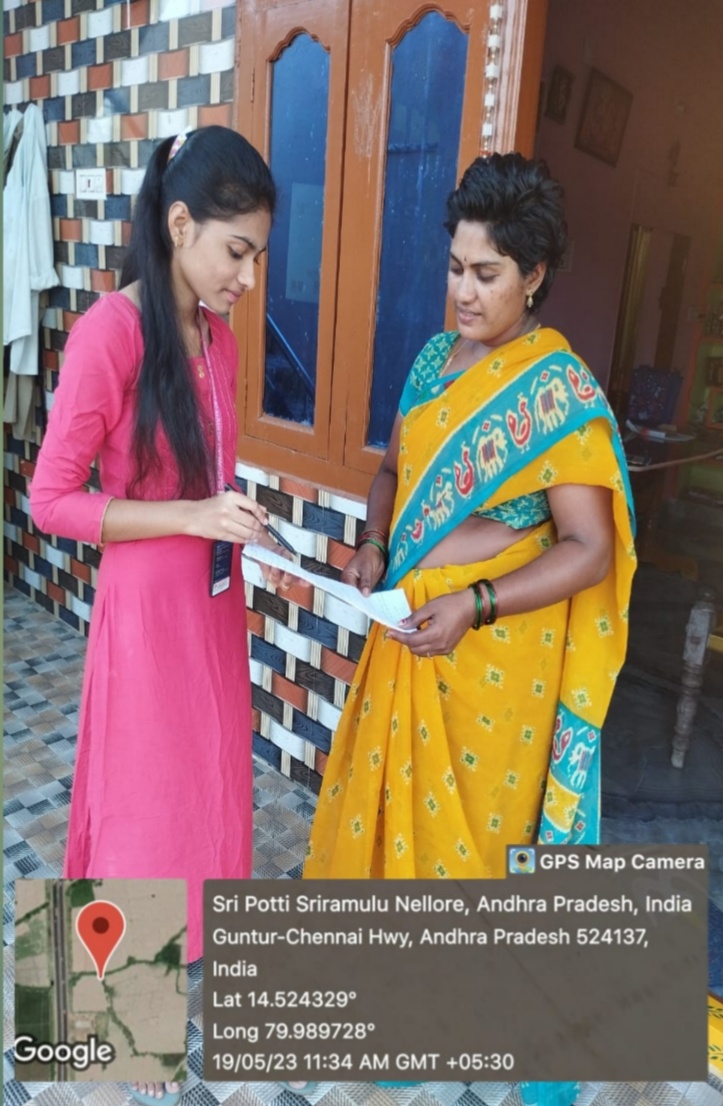 GPS Map Camera
Sri Potti Sriramulu Nellore, Andhra Pradesh, India
Guntur-Chennai Hwy, Andhra Pradesh 524137,
India
Lat 14.524329°
Long 79.989728°
19/05/23 11:34 AM GMT +05:30
Google